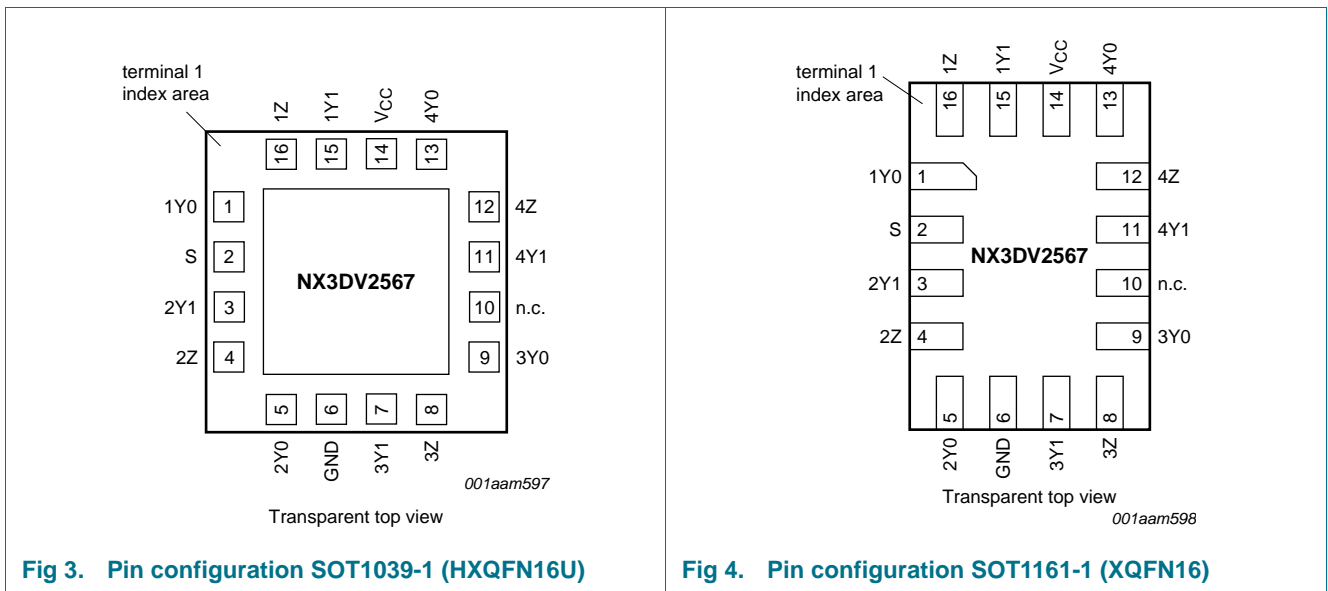 terminal 1
index area
1Z
1Y1
VCC
4Y0
16
15
14
13
1Y0
1
12
4Z
S
2
11
4Y1
NX3DV2567
2Y1
3
10
n.c.
2Z
4
9
3Y0
5
6
7
8
2Y0
GND
3Y1
3Z
001aam597
Transparent top view
Fig 3. Pin configuration SOT1039-1 (HXQFN16U)
terminal 1
index area
1Z
1Y1
VCC
4Y0
16
15
14
13
1Y0
1
12
4Z
S
2
11
4Y1
NX3DV2567
2Y1
3
10
n.c.
2Z
4
9
3Y0
5
6
7
8
2Y0
GND
3Y1
3Z
Transparent top view
001aam598
Fig 4. Pin configuration SOT1161-1 (XQFN16)